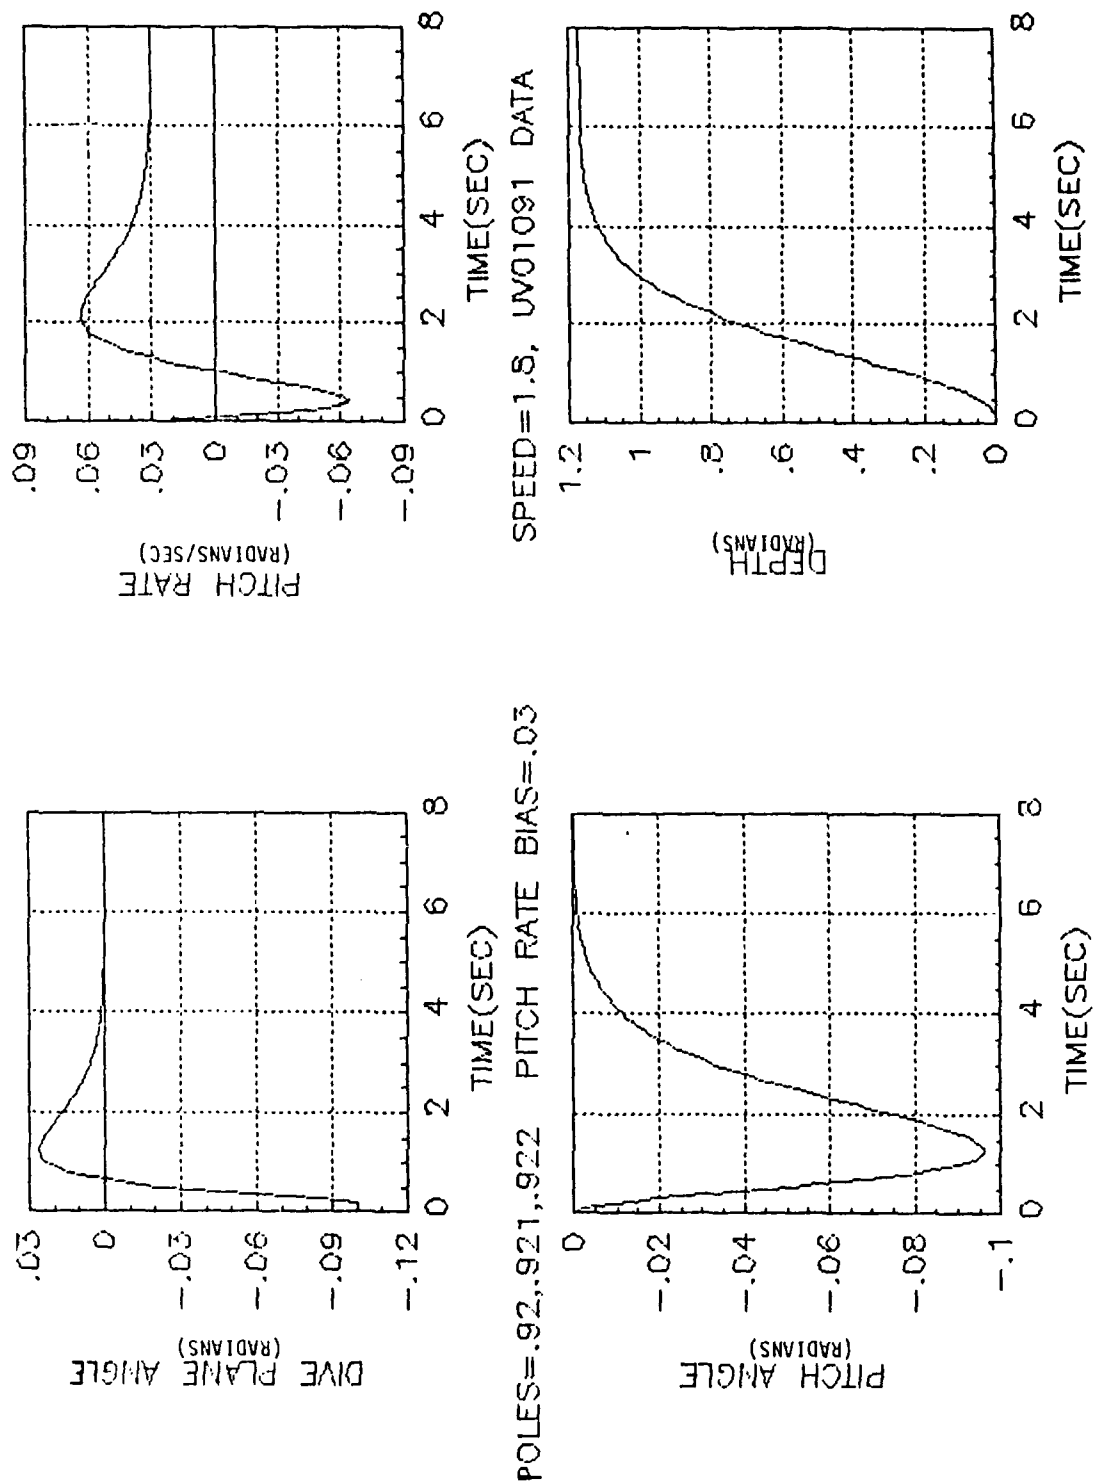 .03
0
-.03
-.06
-.09
-.12
DIVE PLANE ANGLE
(RADIANS)
0 2 4 6 8
TIME(SEC)
.09
.06
.03
0
-.03
-.06
-.09
PITCH RATE
(RADIANS/SEC)
0 2 4 6 8
TIME(SEC)
POLES=.92,.921,.922 PITCH RATE BIAS=.03 SPEED=1.8, UV01091 DATA
0
-.02
-.04
-.06
-.08
-.1
PITCH ANGLE
(RADIANS)
0 2 4 6 8
TIME(SEC)
1.2
1
.8
.6
.4
.2
0
DEPTH
(RADIANS)
0 2 4 6 8
TIME(SEC)